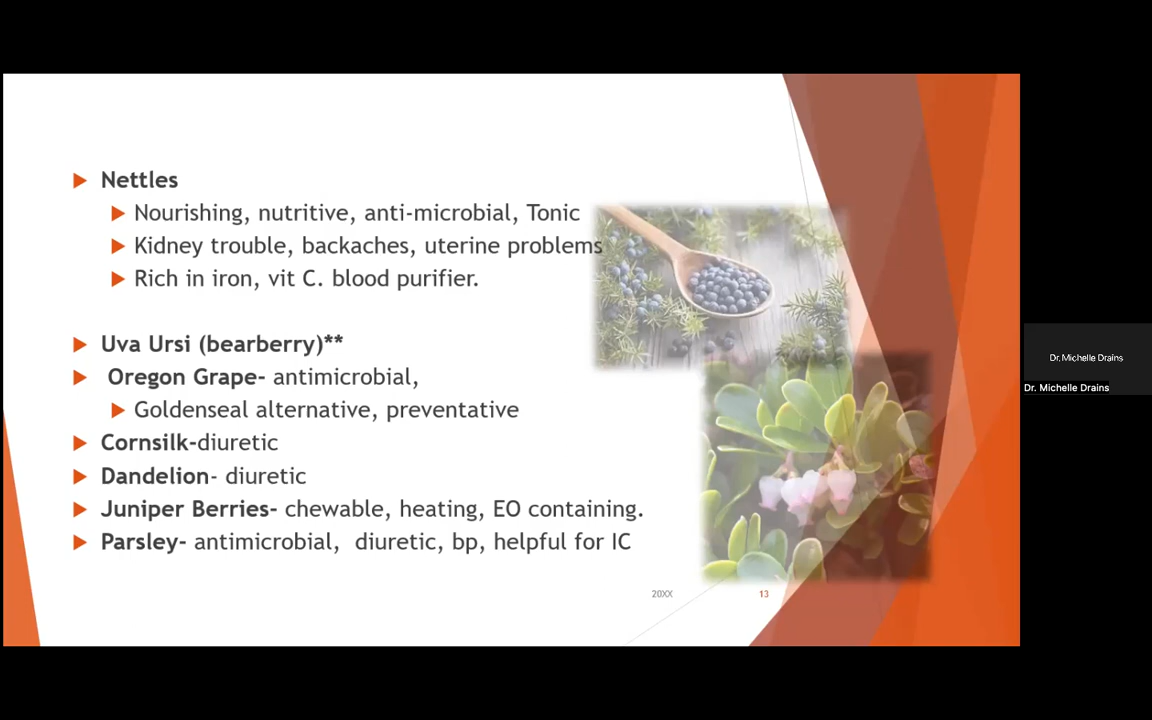 Nettles
Nourishing, nutritive, anti-microbial, Tonic
Kidney trouble, backaches, uterine problems
Rich in iron, vit C. blood purifier.
Uva Ursi (bearberry)**
Oregon Grape- antimicrobial,
Goldenseal alternative, preventative
Cornsilk-diuretic
Dandelion- diuretic
Juniper Berries- chewable, heating, EO containing.
Parsley- antimicrobial,  diuretic, bp, helpful for IC
20XX
13
Dr. Michelle Drains
Dr. Michelle Drains